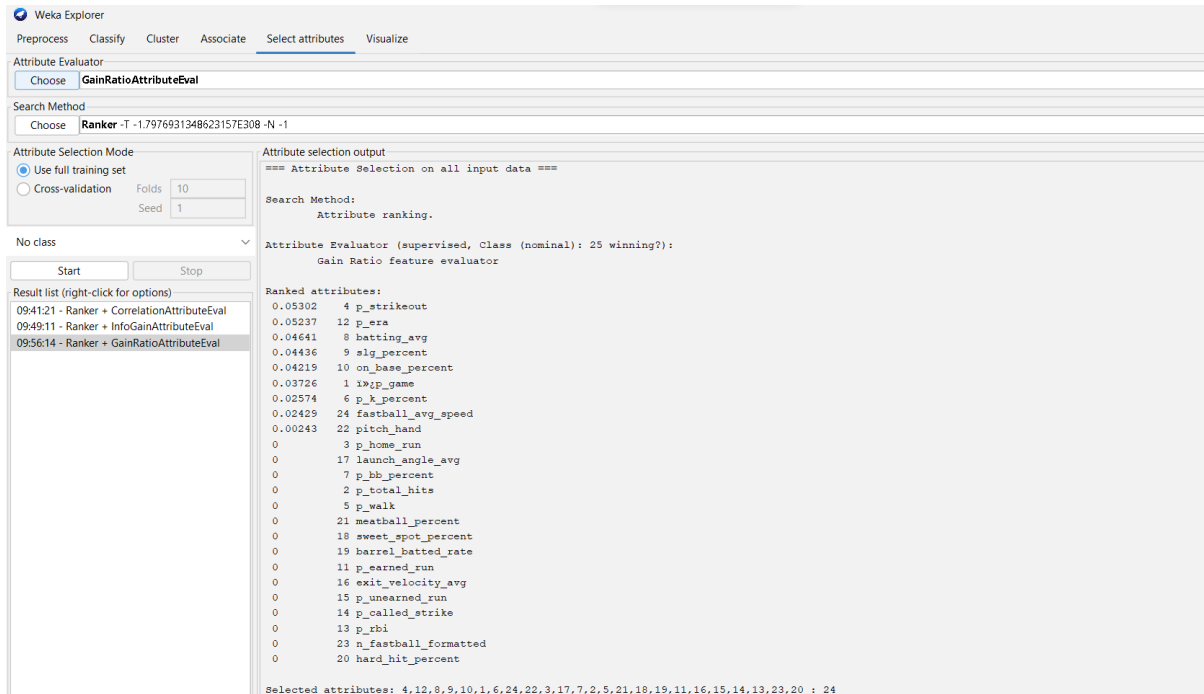 Weka Explorer
Preprocess Classify Cluster Associate Select attributes Visualize
Attribute Evaluator
Choose GainRatioAttributeEval
Search Method
Choose Ranker -T -1.7976931348623157E308 -N -1
Attribute Selection Mode
Use full training set
Cross-validation Folds 10
Seed 1
No class
Start Stop
Result list (right-click for options)
09:41:21 - Ranker + CorrelationAttributeEval
09:49:11 - Ranker + InfoGainAttributeEval
09:56:14 - Ranker + GainRatioAttributeEval
Attribute selection output
=== Attribute Selection on all input data ===
Search Method:
Attribute ranking.
Attribute Evaluator (supervised, Class (nominal): 25 winning?):
Gain Ratio feature evaluator
Ranked attributes:
0.05302 4 p_strikeout
0.05237 12 p_era
0.04641 8 batting_avg
0.04436 9 slg_percent
0.04219 10 on_base_percent
0.03726 1 ï»¿p_game
0.02574 6 p_k_percent
0.02429 24 fastball_avg_speed
0.00243 22 pitch_hand
0 3 p_home_run
0 17 launch_angle_avg
0 7 p_bb_percent
0 2 p_total_hits
0 5 p_walk
0 21 meatball_percent
0 18 sweet_spot_percent
0 19 barrel_batted_rate
0 11 p_earned_run
0 16 exit_velocity_avg
0 15 p_unearned_run
0 14 p_called_strike
0 13 p_rbi
0 23 n_fastball_formatted
0 20 hard_hit_percent
Selected attributes: 4,12,8,9,10,1,6,24,22,3,17,7,2,5,21,18,19,11,16,15,14,13,23,20 : 24